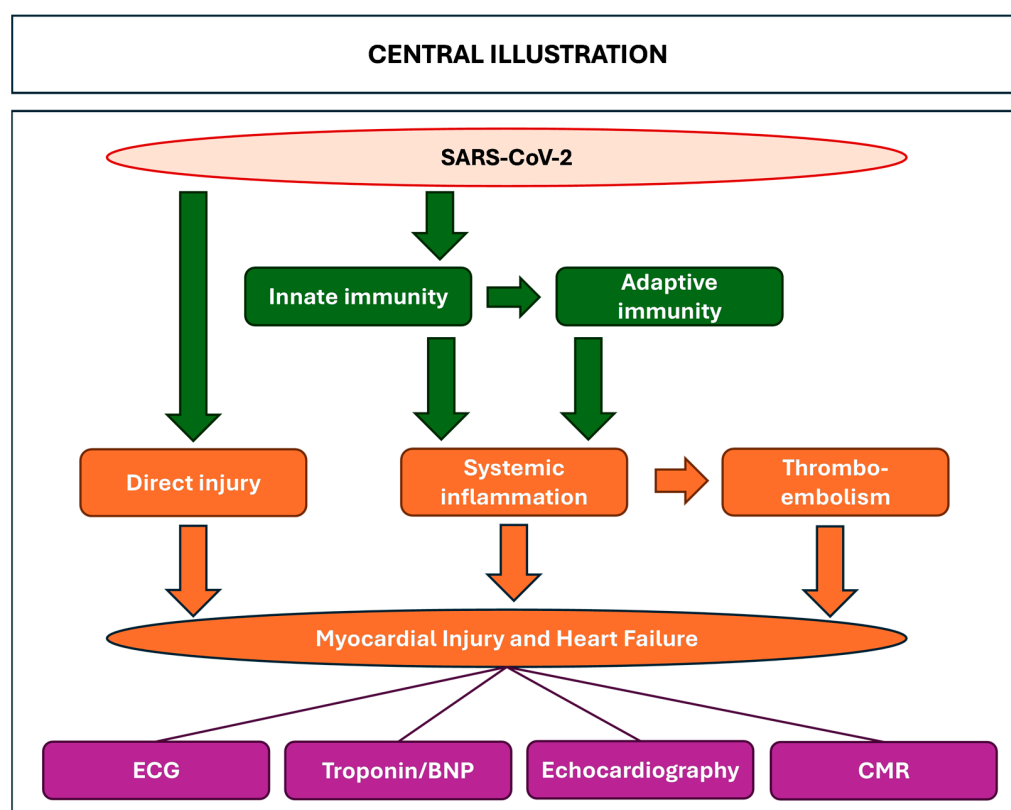 CENTRAL ILLUSTRATION
SARS-CoV-2
Innate immunity
Adaptive
immunity
Direct injury
Systemic
inflammation
Thrombo-
embolism
Myocardial Injury and Heart Failure
ECG
Troponin/BNP
Echocardiography
CMR